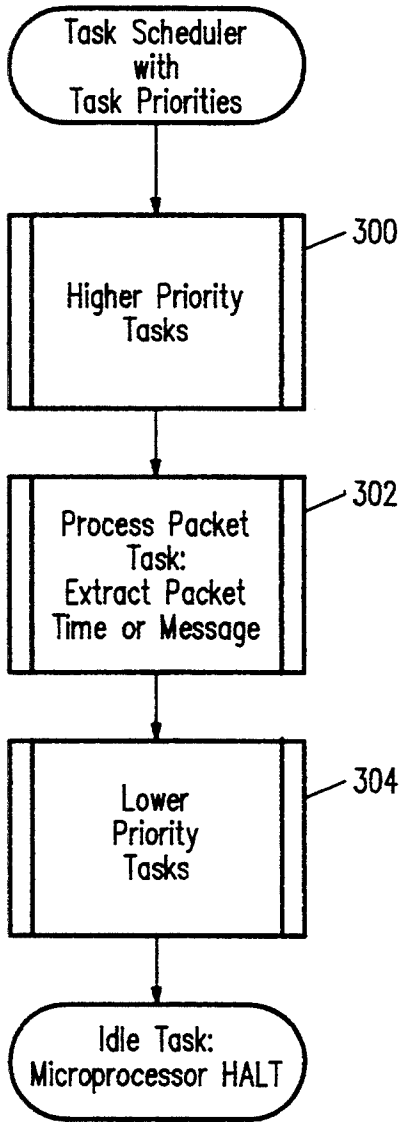 Task Scheduler
with
Task Priorities
300
Higher Priority
Tasks
302
Process Packet
Task:
Extract Packet
Time or Message
304
Lower
Priority
Tasks
Idle Task:
Microprocessor HALT